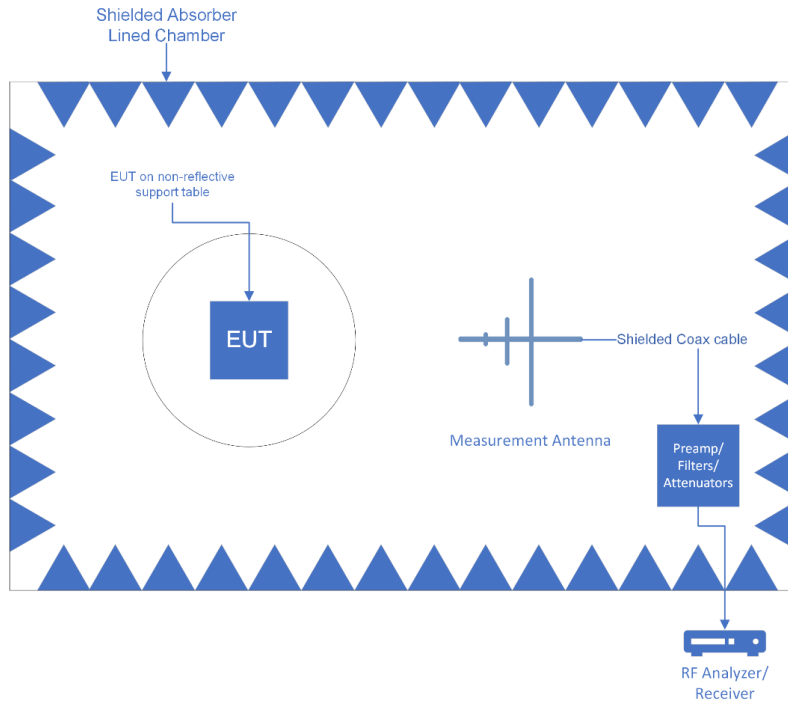 Shielded Absorber
Lined Chamber
EUT on non-reflective
support table
EUT
Shielded Coax cable
Measurement Antenna
Preamp/
Filters/
Attenuators
RF Analyzer/
Receiver